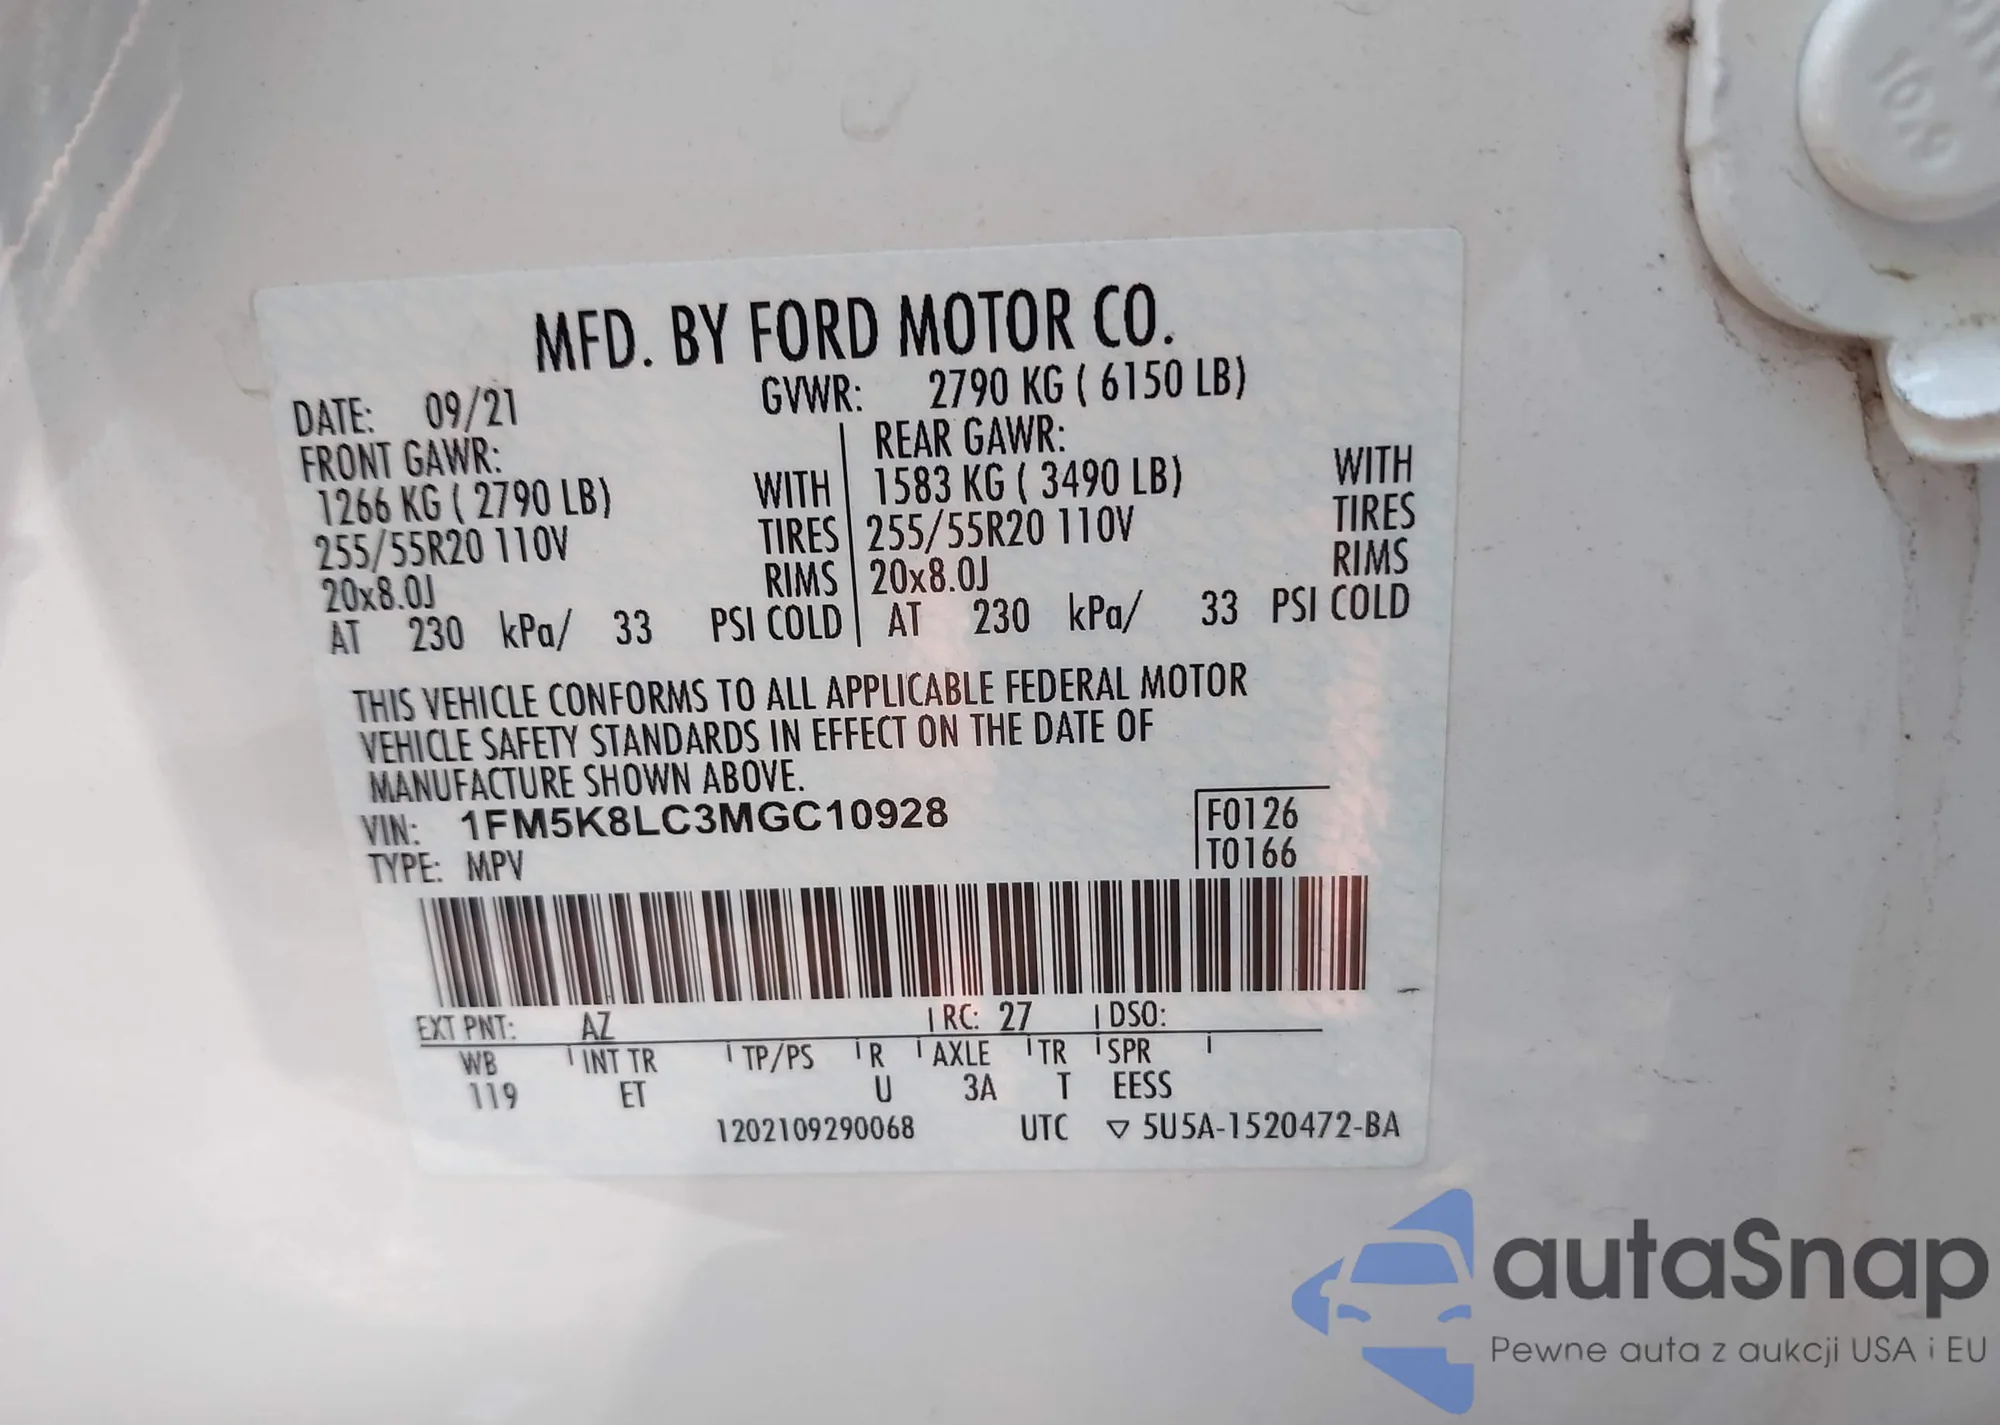 10.9
MFD. BY FORD MOTOR CO.
DATE: 09/21 GVWR: 2790 KG ( 6150 LB)
FRONT GAWR: REAR GAWR:
1266 KG ( 2790 LB) WITH 1583 KG ( 3490 LB) WITH
255/55R20 110V TIRES 255/55R20 110V TIRES
20x8.0J RIMS 20x8.0J RIMS
AT 230 kPa/ 33 PSI COLD AT 230 kPa/ 33 PSI COLD
THIS VEHICLE CONFORMS TO ALL APPLICABLE FEDERAL MOTOR
VEHICLE SAFETY STANDARDS IN EFFECT ON THE DATE OF
MANUFACTURE SHOWN ABOVE.
VIN: 1FM5K8LC3MGC10928 F0126
TYPE: MPV T0166
EXT PNT: AZ RC: 27 DSO:
WB INT TR TP/PS R AXLE TR SPR
119 ET U 3A T EESS
1202109290068 UTC ▽ 5U5A-1520472-BA
autaSnap
Pewne auta z aukcji USA i EU